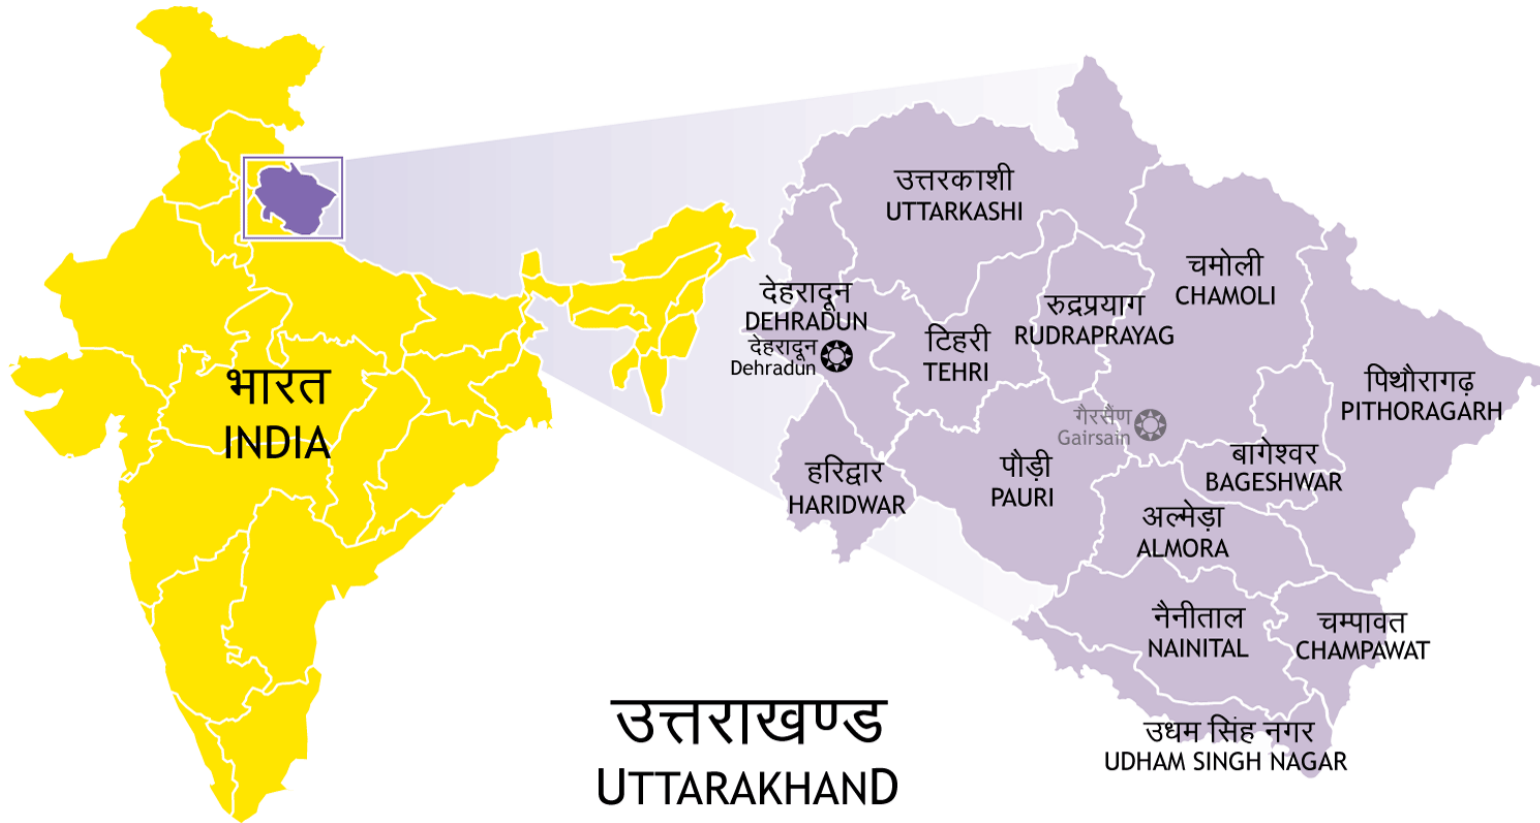 भारत
INDIA
उत्तराखण्ड
UTTARAKHAND
उत्तरकाशी
UTTARKASHI
देहरादून
DEHRADUN
देहरादून
Dehradun
टिहरी
TEHRI
रुद्रप्रयाग
RUDRAPRAYAG
चमोली
CHAMOLI
पिथौरागढ़
PITHORAGARH
गैरसैंण
Gairsain
हरिद्वार
HARIDWAR
पौड़ी
PAURI
बागेश्वर
BAGESHWAR
अल्मेड़ा
ALMORA
नैनीताल
NAINITAL
चम्पावत
CHAMPAWAT
उधम सिंह नगर
UDHAM SINGH NAGAR